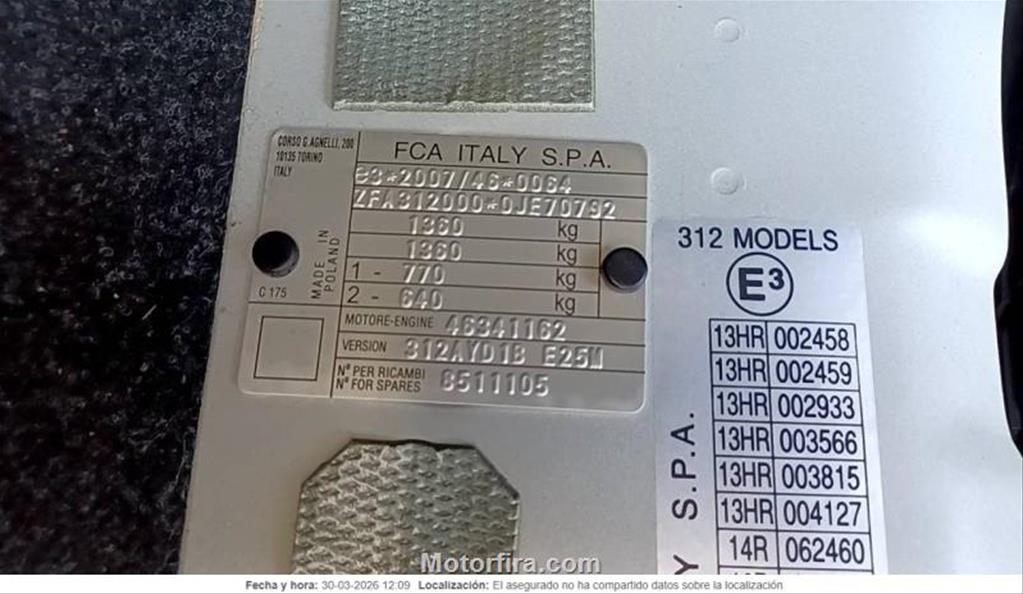 CORSO G.AGNELLI, 200
10135 TORINO
ITALY
FCA ITALY S.P.A.
e3*2007/46*0064
ZFA312000*0JE70792
1360 kg
1360 kg
1 - 770 kg
2 - 640 kg
MADE IN
POLAND
C 175
MOTORE-ENGINE 46341162
VERSION 312AYD1B E25M
N° PER RICAMBI
N° FOR SPARES 8511105
312 MODELS
E3
13HR 002458
13HR 002459
13HR 002933
13HR 003566
13HR 003815
13HR 004127
14R 062460
Y S.P.A.
Motorfira.com
Fecha y hora: 30-03-2026 12:09 Localización: El asegurado no ha compartido datos sobre la localización